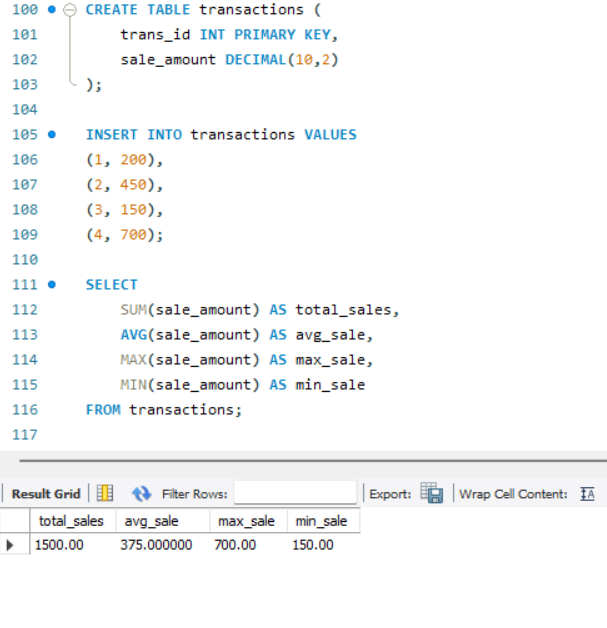 100 CREATE TABLE transactions (
101     trans_id INT PRIMARY KEY,
102     sale_amount DECIMAL(10,2)
103 );
104
105 INSERT INTO transactions VALUES
106 (1, 200),
107 (2, 450),
108 (3, 150),
109 (4, 700);
110
111 SELECT
112     SUM(sale_amount) AS total_sales,
113     AVG(sale_amount) AS avg_sale,
114     MAX(sale_amount) AS max_sale,
115     MIN(sale_amount) AS min_sale
116 FROM transactions;
117
Result Grid Filter Rows: Export: Wrap Cell Content: IA
total_sales avg_sale max_sale min_sale
1500.00 375.000000 700.00 150.00